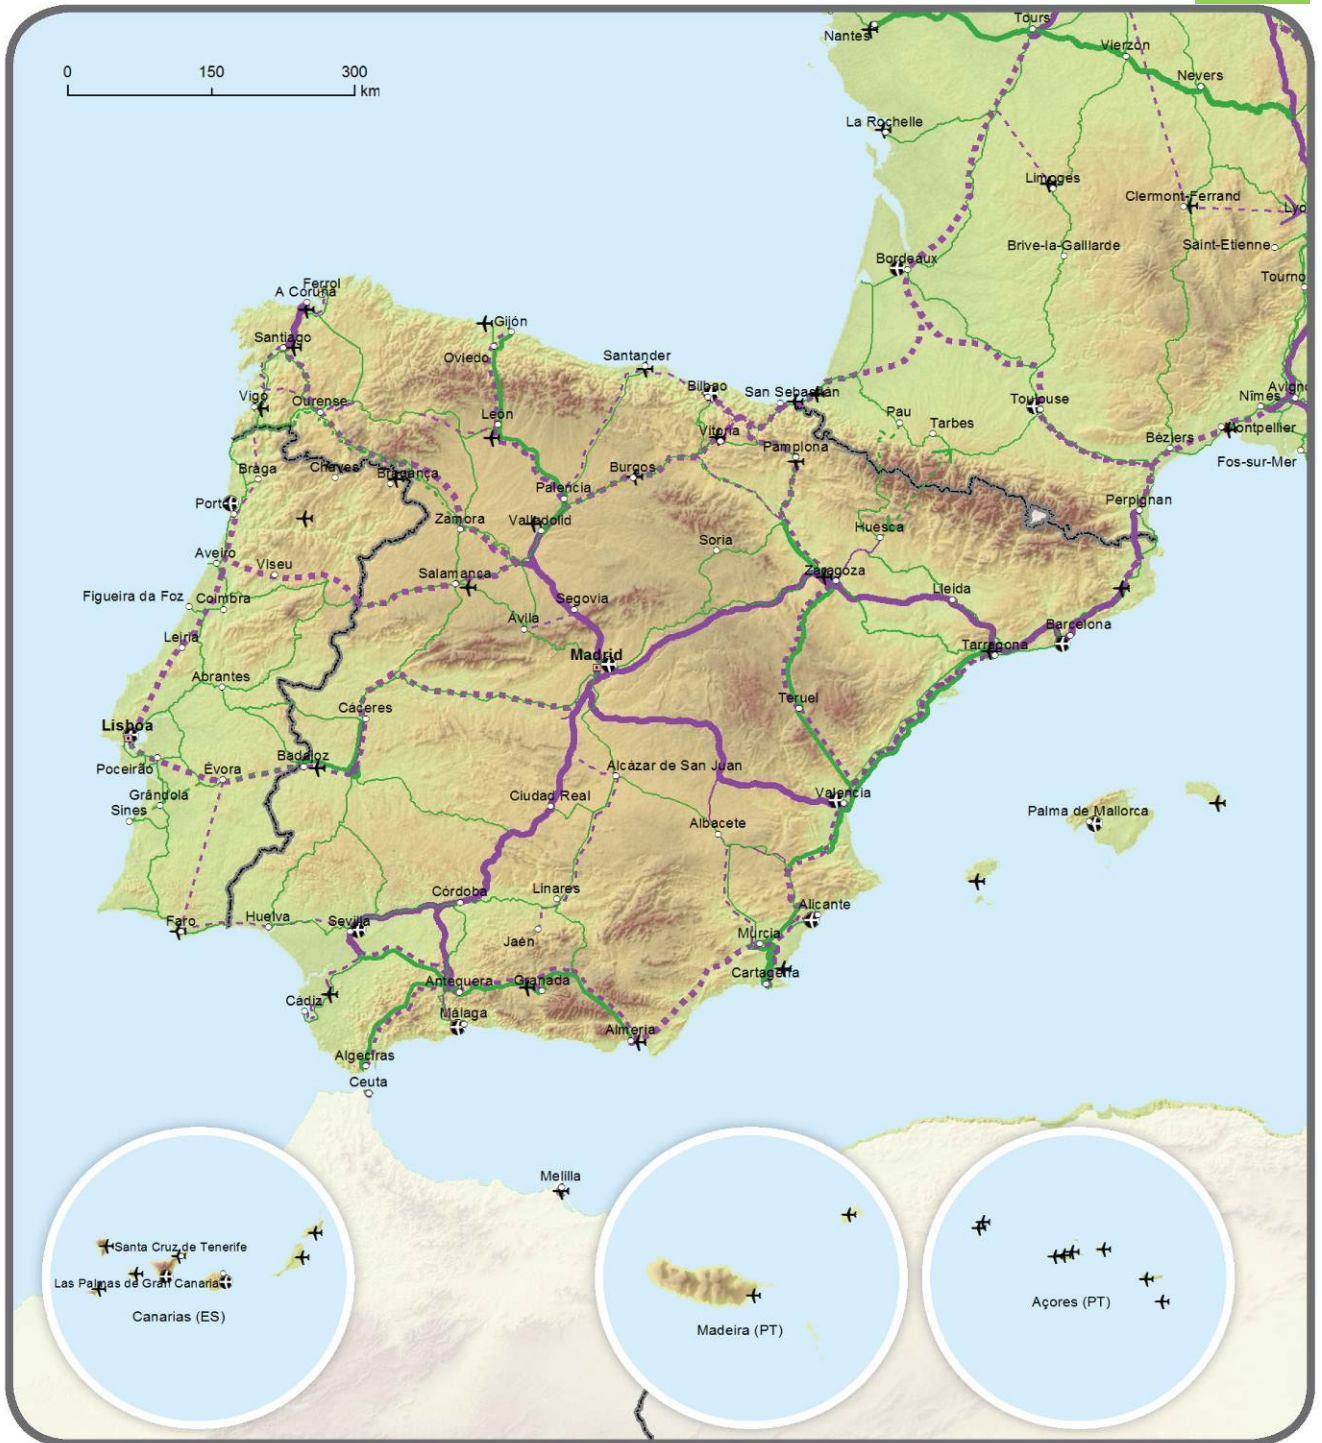 Nantes
Tours
Vierzon
Nevers
0 150 300
km
La Rochelle
Limoges
Clermont-Ferrand
Lyo
Brive-la-Gaillarde
Saint-Etienne
Bordeaux
Tourno
Ferrol
A Coruña
Gijón
Santiago
Oviedo
Santander
Bilbao
San Sebastián
Avigno
Nîmes
Vigo
Ourense
León
Vitoria
Pau
Toulouse
Tarbes
Montpellier
Pamplona
Béziers
Fos-sur-Mer
Braga
Chaves
Bragança
Burgos
Palencia
Perpignan
Porto
Zamora
Valladolid
Huesca
Soria
Aveiro
Viseu
Salamanca
Zaragoza
Lleida
Figueira da Foz
Coimbra
Segovia
Ávila
Barcelona
Leiria
Tarragona
Madrid
Abrantes
Teruel
Cáceres
Lisboa
Badajoz
Poceirão
Évora
Alcázar de San Juan
Grândola
Ciudad Real
Valencia
Sines
Albacete
Palma de Mallorca
Córdoba
Linares
Alicante
Faro
Huelva
Sevilla
Murcia
Jaén
Cartagena
Antequera
Granada
Cádiz
Málaga
Almería
Algeciras
Ceuta
Melilla
Santa Cruz de Tenerife
Las Palmas de Gran Canaria
Canarias (ES)
Madeira (PT)
Açores (PT)